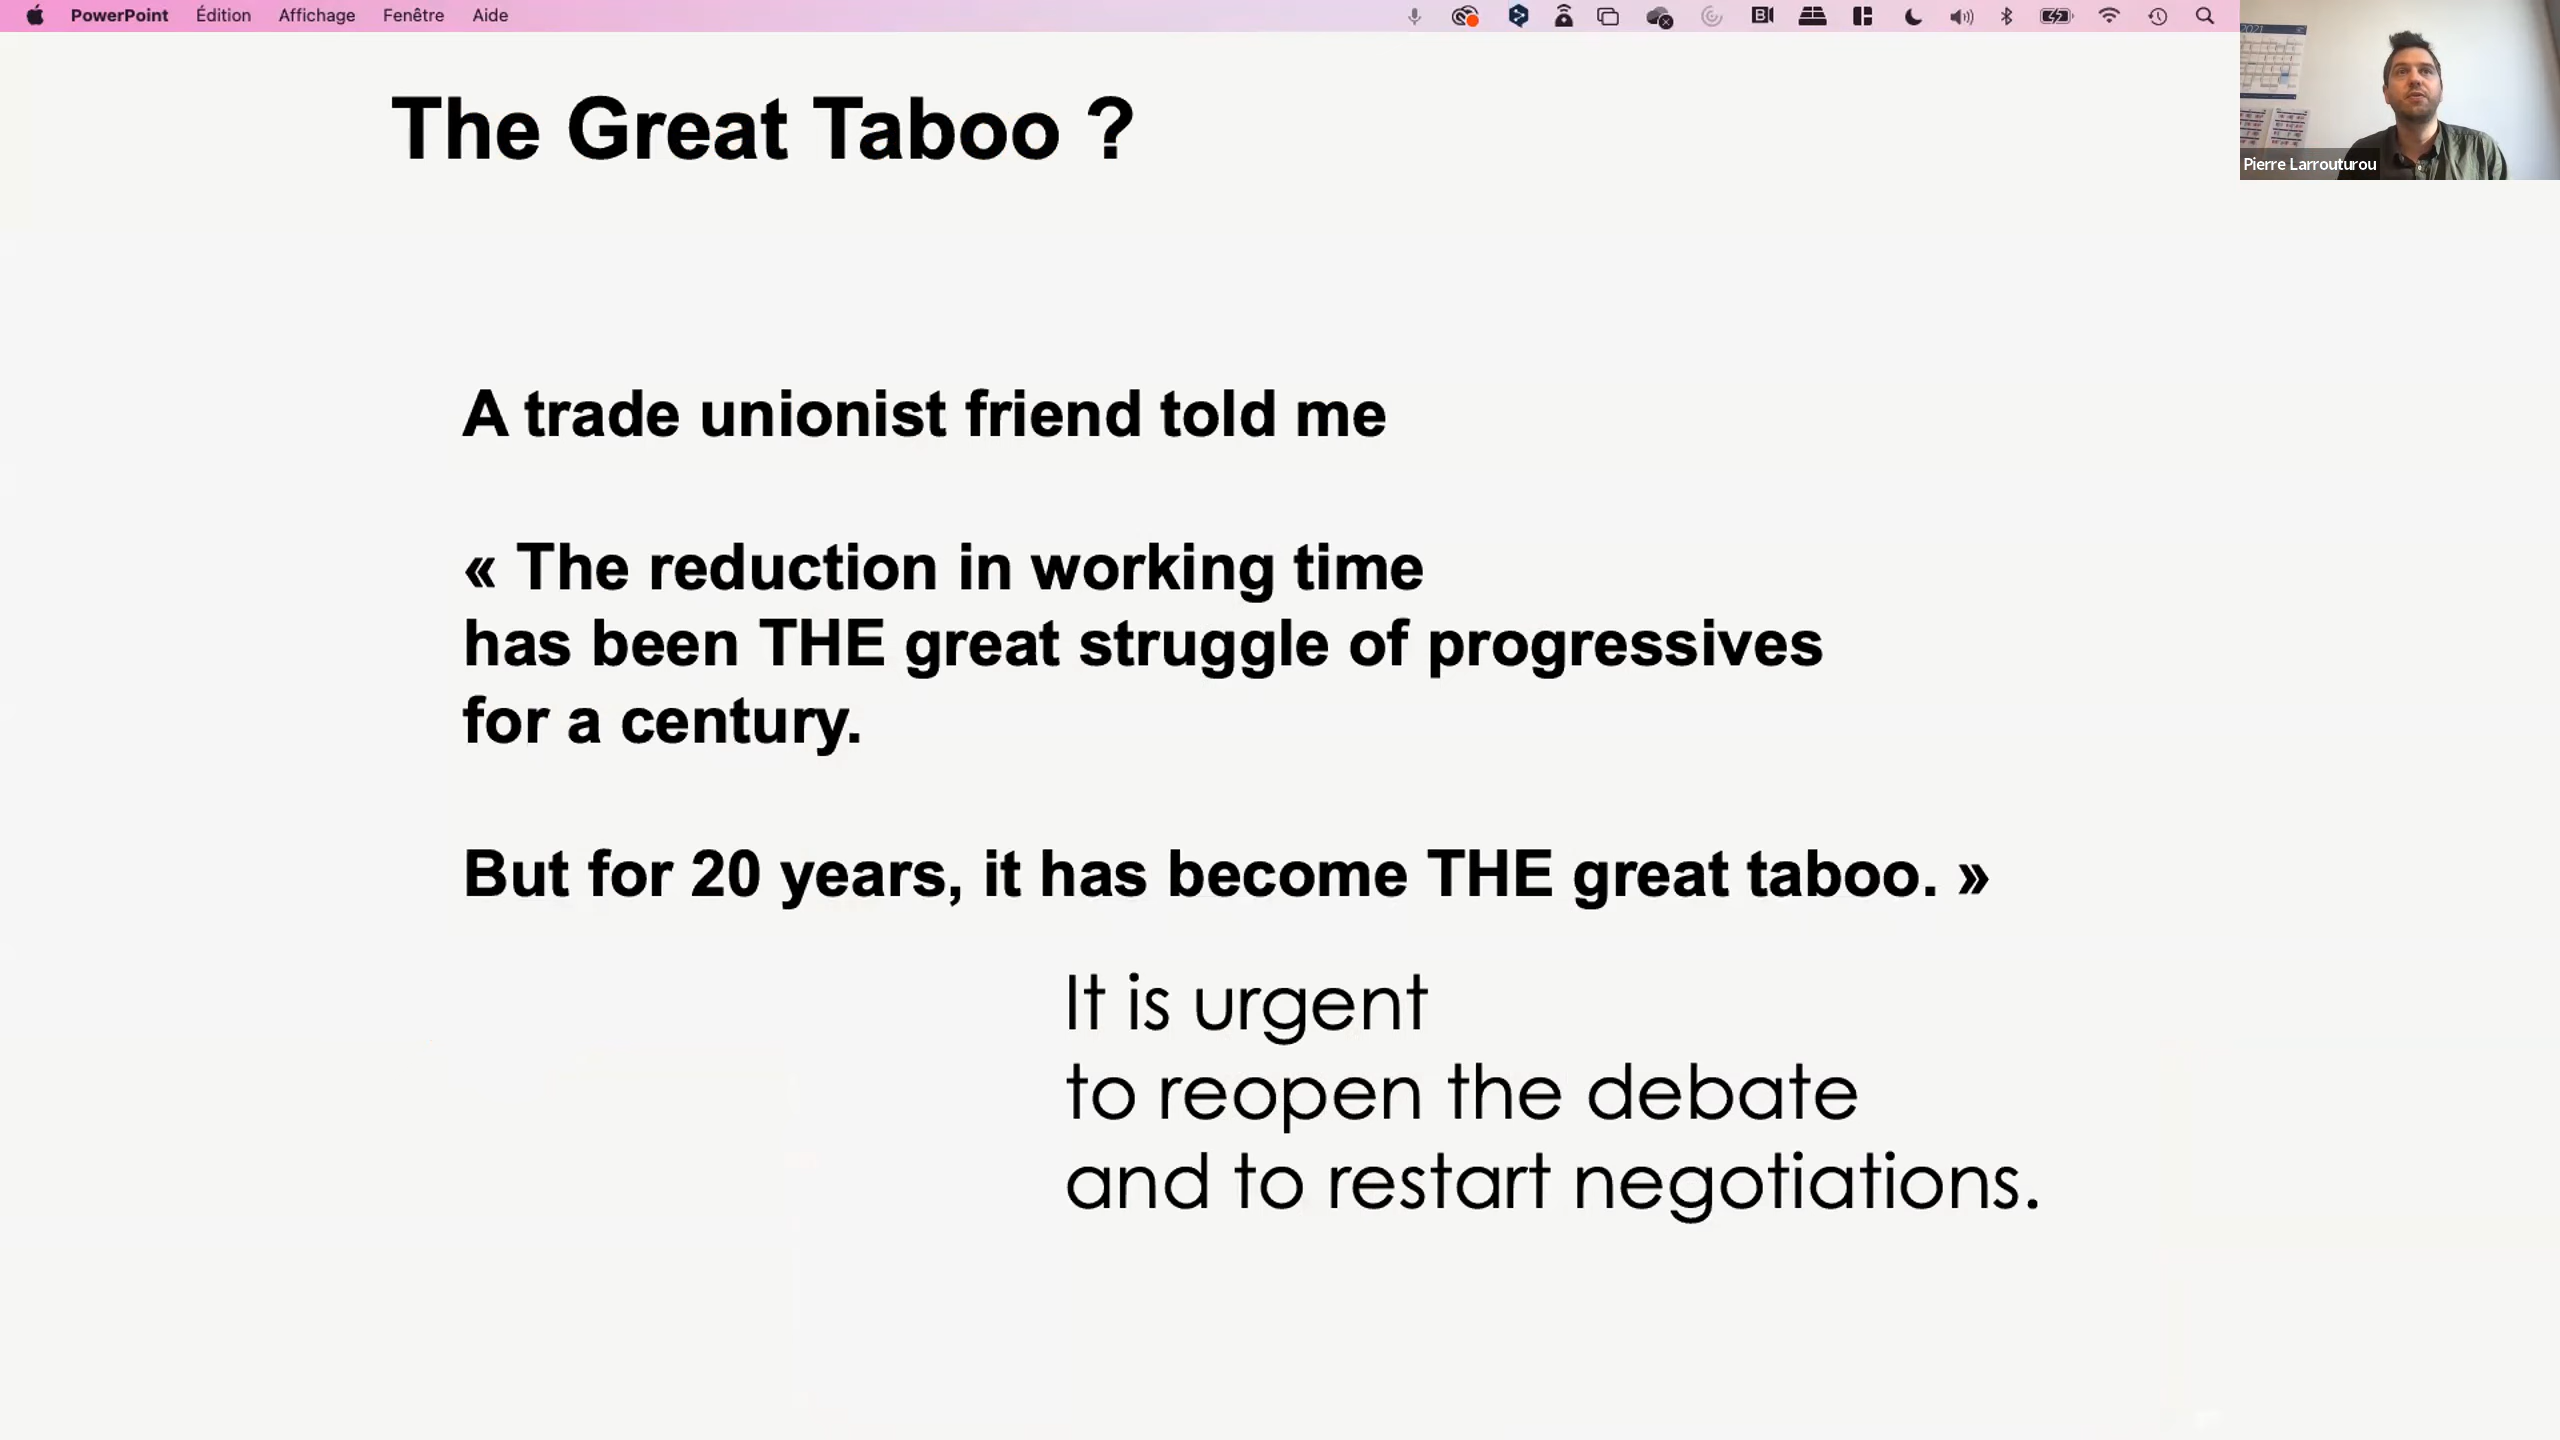 PowerPoint Édition Affichage Fenêtre Aide
2021
Pierre Larrouturou
The Great Taboo ?
A trade unionist friend told me
« The reduction in working time
has been THE great struggle of progressives
for a century.
But for 20 years, it has become THE great taboo. »
It is urgent
to reopen the debate
and to restart negotiations.